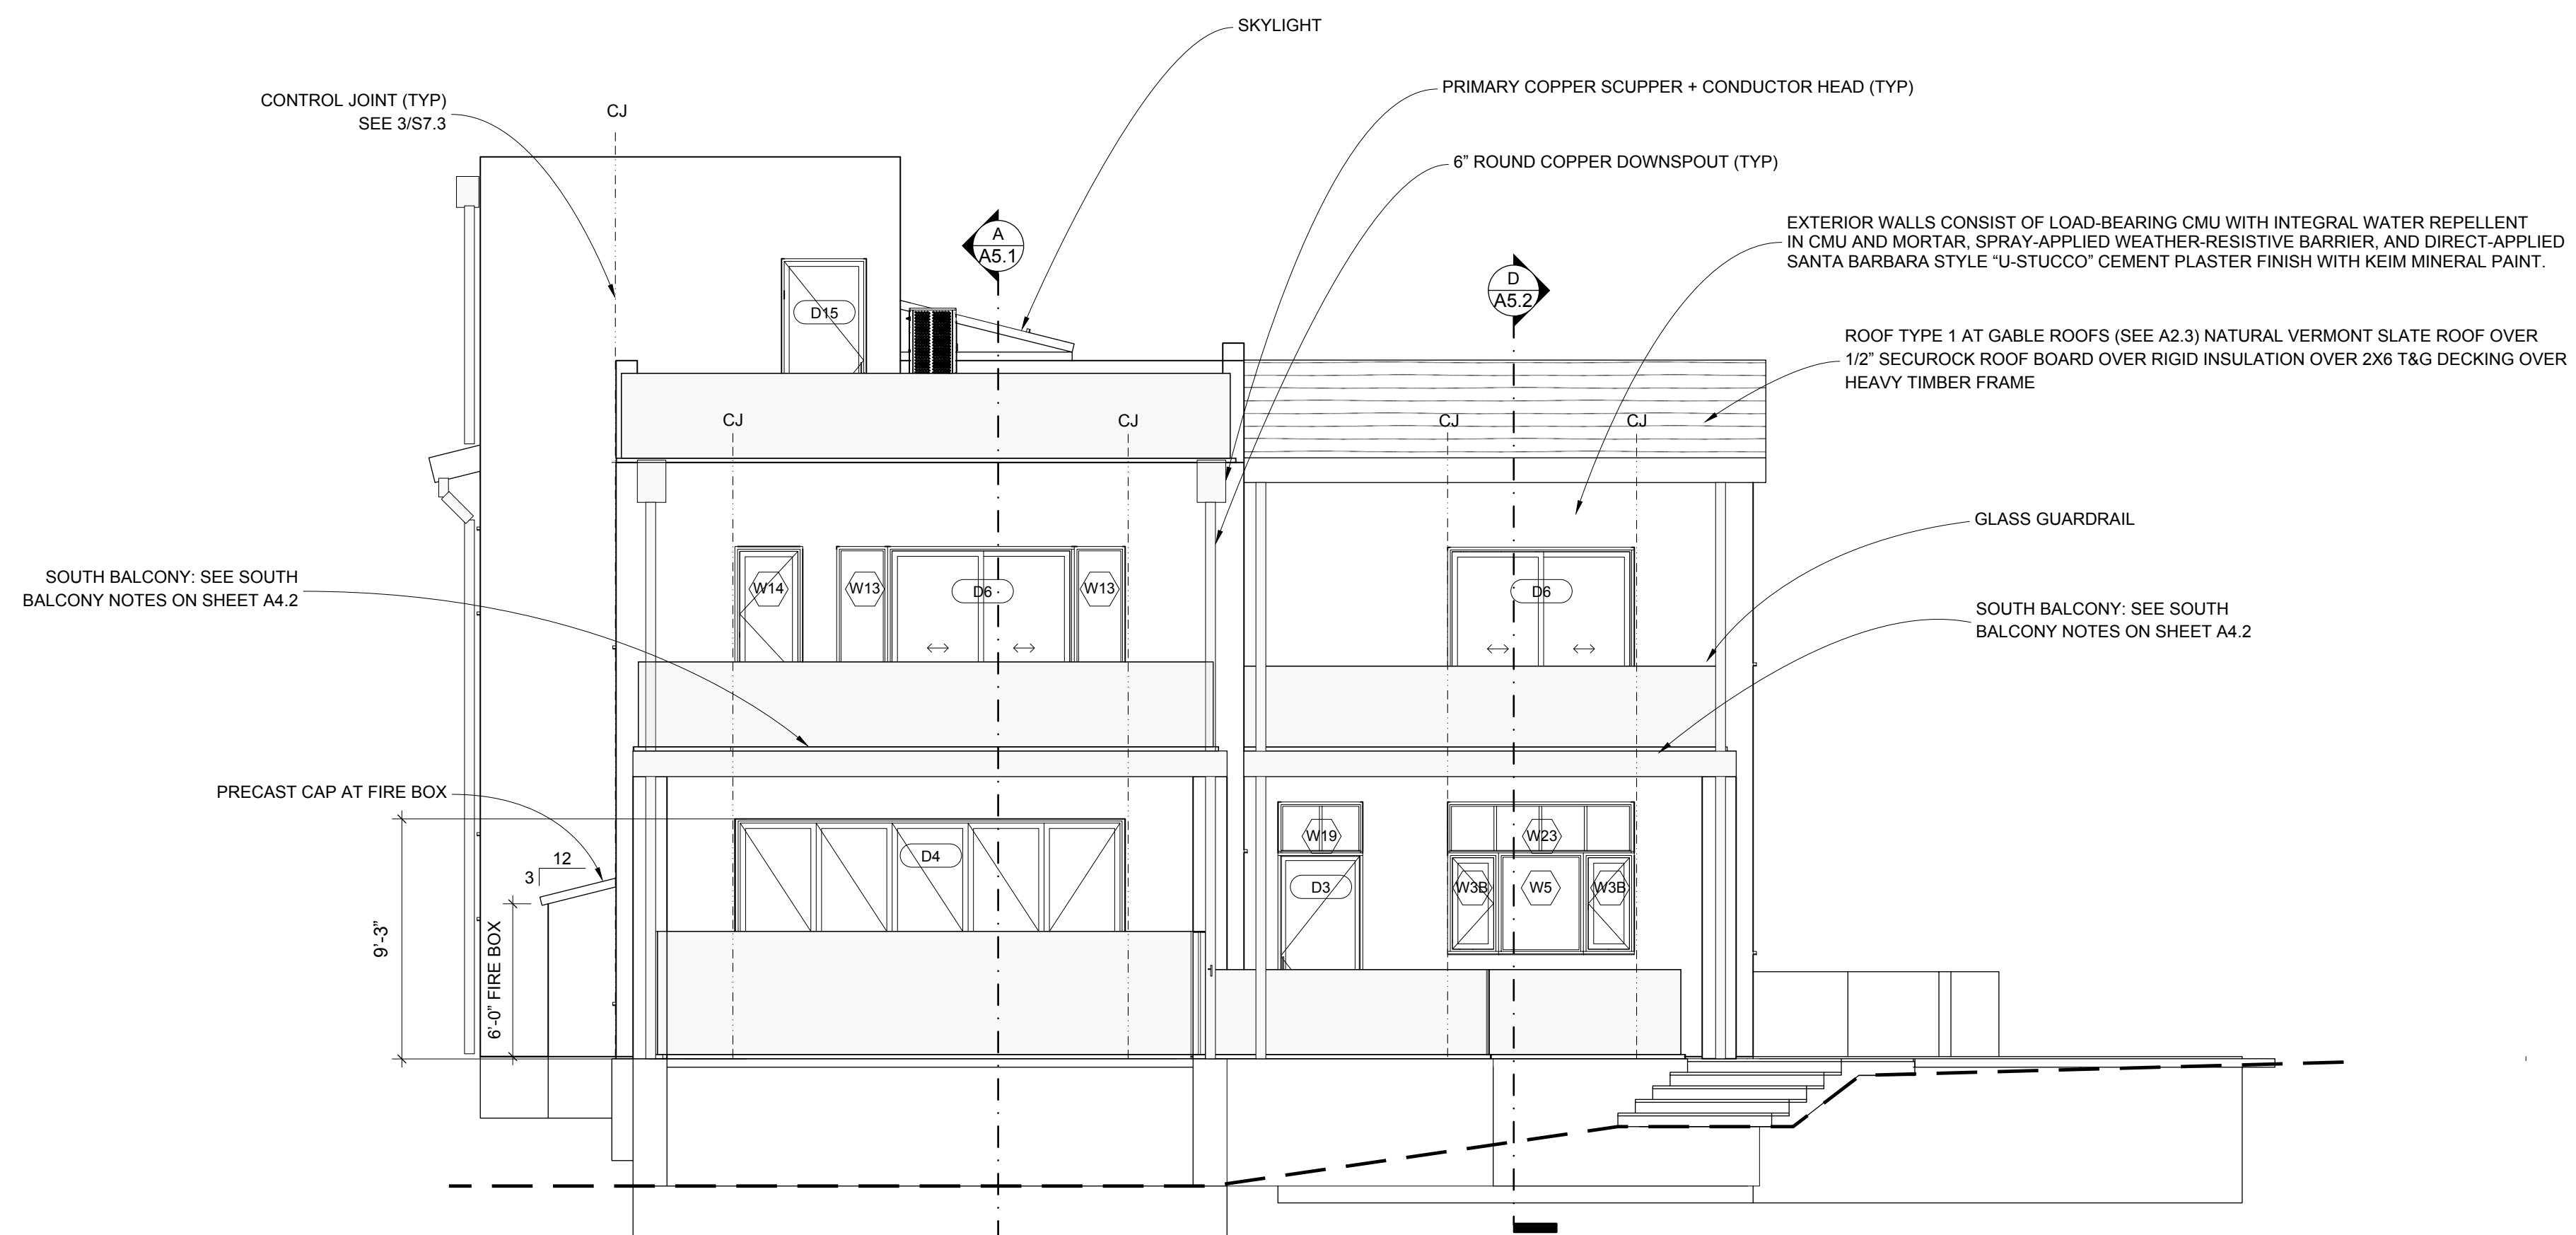 SKYLIGHT
PRIMARY COPPER SCUPPER + CONDUCTOR HEAD (TYP)
CONTROL JOINT (TYP)
SEE 3/S7.3
CJ
6” ROUND COPPER DOWNSPOUT (TYP)
EXTERIOR WALLS CONSIST OF LOAD-BEARING CMU WITH INTEGRAL WATER REPELLENT
IN CMU AND MORTAR, SPRAY-APPLIED WEATHER-RESISTIVE BARRIER, AND DIRECT-APPLIED
SANTA BARBARA STYLE “U-STUCCO” CEMENT PLASTER FINISH WITH KEIM MINERAL PAINT.
A
A5.1
D
A5.2
D15
ROOF TYPE 1 AT GABLE ROOFS (SEE A2.3) NATURAL VERMONT SLATE ROOF OVER
1/2” SECUROCK ROOF BOARD OVER RIGID INSULATION OVER 2X6 T&G DECKING OVER
HEAVY TIMBER FRAME
CJ
CJ
CJ
CJ
GLASS GUARDRAIL
SOUTH BALCONY: SEE SOUTH
BALCONY NOTES ON SHEET A4.2
W14
W13
D6
W13
D6
SOUTH BALCONY: SEE SOUTH
BALCONY NOTES ON SHEET A4.2
PRECAST CAP AT FIRE BOX
12
3
9’-3”
6’-0” FIRE BOX
D4
W19
W23
D3
W3B
W5
W3B